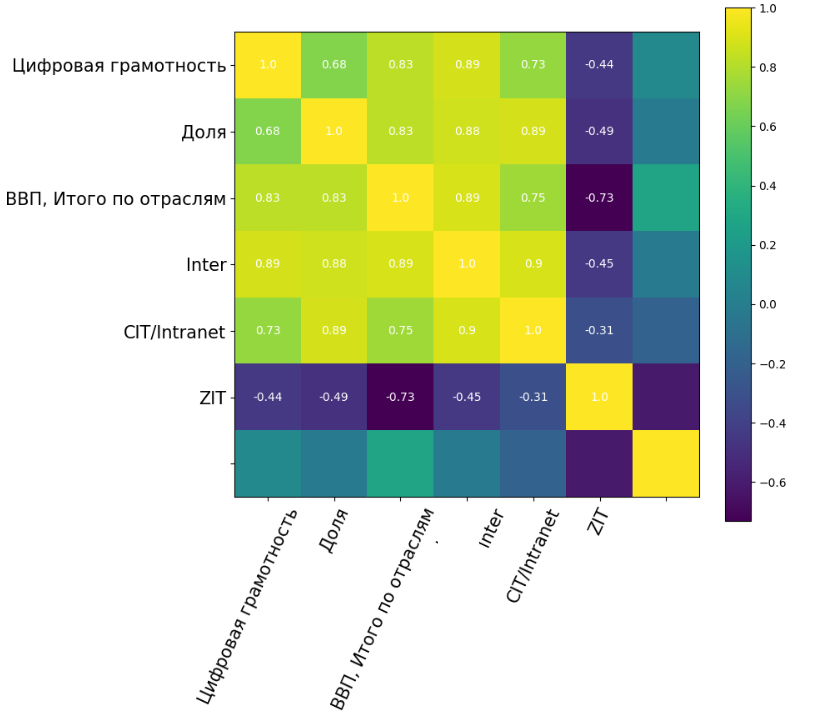 Цифровая грамотность 1.0 0.68 0.83 0.89 0.73 -0.44
Доля 0.68 1.0 0.83 0.88 0.89 -0.49
ВВП, Итого по отраслям 0.83 0.83 1.0 0.89 0.75 -0.73
Inter 0.89 0.88 0.89 1.0 0.9 -0.45
CIT/Intranet 0.73 0.89 0.75 0.9 1.0 -0.31
ZIT -0.44 -0.49 -0.73 -0.45 -0.31 1.0
Цифровая грамотность
Доля
ВВП, Итого по отраслям
.
Inter
CIT/Intranet
ZIT
1.0
0.8
0.6
0.4
0.2
0.0
−0.2
−0.4
−0.6